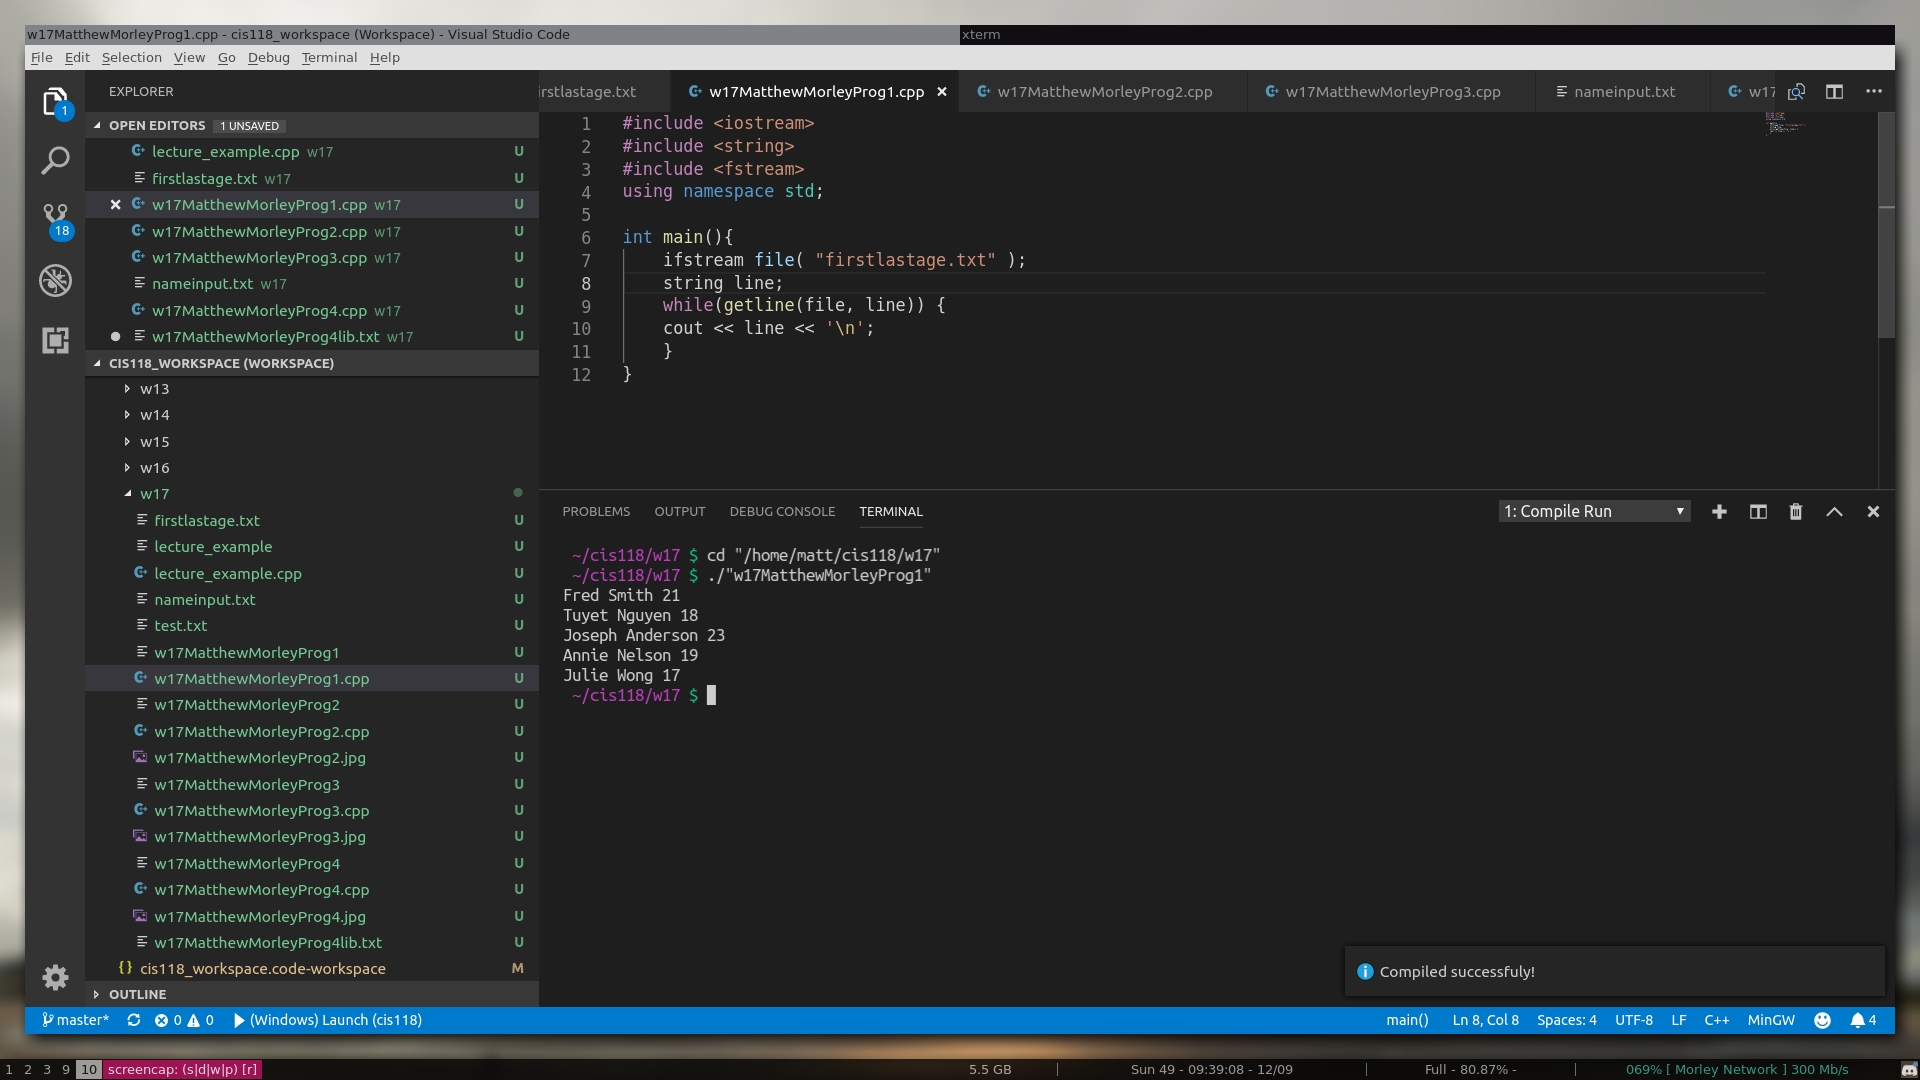 w17MatthewMorleyProg1.cpp - cis118_workspace (Workspace) - Visual Studio Code
xterm
File Edit Selection View Go Debug Terminal Help
EXPLORER
OPEN EDITORS 1 UNSAVED
lecture_example.cpp w17 U
firstlastage.txt w17 U
w17MatthewMorleyProg1.cpp w17 U
w17MatthewMorleyProg2.cpp w17 U
w17MatthewMorleyProg3.cpp w17 U
nameinput.txt w17 U
w17MatthewMorleyProg4.cpp w17 U
w17MatthewMorleyProg4lib.txt w17 U
CIS118_WORKSPACE (WORKSPACE)
w13
w14
w15
w16
w17
firstlastage.txt U
lecture_example U
lecture_example.cpp U
nameinput.txt U
test.txt U
w17MatthewMorleyProg1 U
w17MatthewMorleyProg1.cpp U
w17MatthewMorleyProg2 U
w17MatthewMorleyProg2.cpp U
w17MatthewMorleyProg2.jpg U
w17MatthewMorleyProg3 U
w17MatthewMorleyProg3.cpp U
w17MatthewMorleyProg3.jpg U
w17MatthewMorleyProg4 U
w17MatthewMorleyProg4.cpp U
w17MatthewMorleyProg4.jpg U
w17MatthewMorleyProg4lib.txt U
{} cis118_workspace.code-workspace M
OUTLINE
1
18
irstlastage.txt w17MatthewMorleyProg1.cpp w17MatthewMorleyProg2.cpp w17MatthewMorleyProg3.cpp nameinput.txt w17
1 #include <iostream>
2 #include <string>
3 #include <fstream>
4 using namespace std;
5
6 int main(){
7 ifstream file( "firstlastage.txt" );
8 string line;
9 while(getline(file, line)) {
10 cout << line << '\n';
11 }
12 }
PROBLEMS OUTPUT DEBUG CONSOLE TERMINAL 1: Compile Run
~/cis118/w17 $ cd "/home/matt/cis118/w17"
~/cis118/w17 $ ./"w17MatthewMorleyProg1"
Fred Smith 21
Tuyet Nguyen 18
Joseph Anderson 23
Annie Nelson 19
Julie Wong 17
~/cis118/w17 $
Compiled successfuly!
master* 0 0 (Windows) Launch (cis118) main() Ln 8, Col 8 Spaces: 4 UTF-8 LF C++ MinGW 4
1 2 3 9 10 screencap: (s|d|w|p) [r] 5.5 GB | Sun 49 - 09:39:08 - 12/09 | Full - 80.87% - | 069% [ Morley Network ] 300 Mb/s